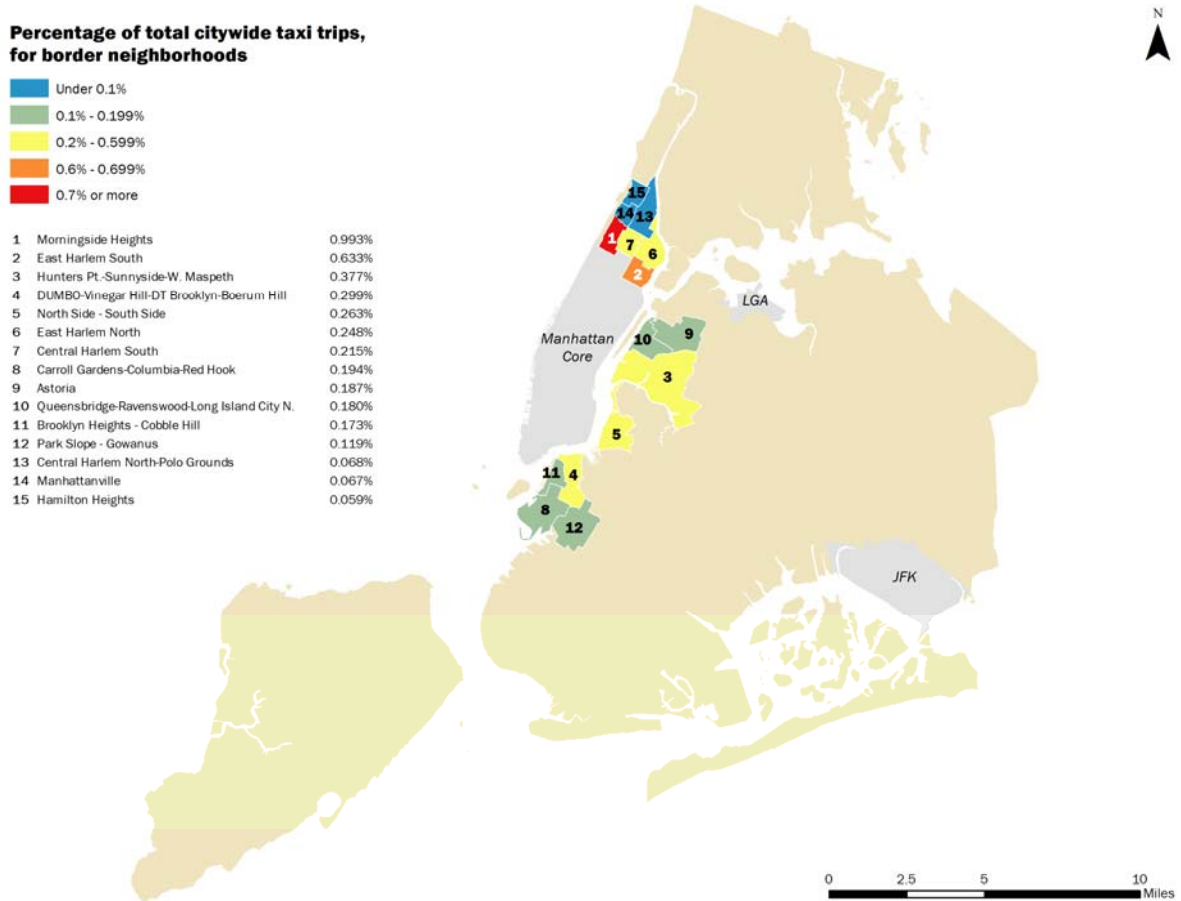 Percentage of total citywide taxi trips,
for border neighborhoods
Under 0.1%
0.1% - 0.199%
0.2% - 0.599%
0.6% - 0.699%
0.7% or more
1 Morningside Heights 0.993%
2 East Harlem South 0.633%
3 Hunters Pt.-Sunnyside-W. Maspeth 0.377%
4 DUMBO-Vinegar Hill-DT Brooklyn-Boerum Hill 0.299%
5 North Side - South Side 0.263%
6 East Harlem North 0.248%
7 Central Harlem South 0.215%
8 Carroll Gardens-Columbia-Red Hook 0.194%
9 Astoria 0.187%
10 Queensbridge-Ravenswood-Long Island City N. 0.180%
11 Brooklyn Heights - Cobble Hill 0.173%
12 Park Slope - Gowanus 0.119%
13 Central Harlem North-Polo Grounds 0.068%
14 Manhattanville 0.067%
15 Hamilton Heights 0.059%
N
15
14 13
1
7
6
2
LGA
Manhattan
Core
10
9
3
5
11
4
8
12
JFK
0 2.5 5 10
Miles